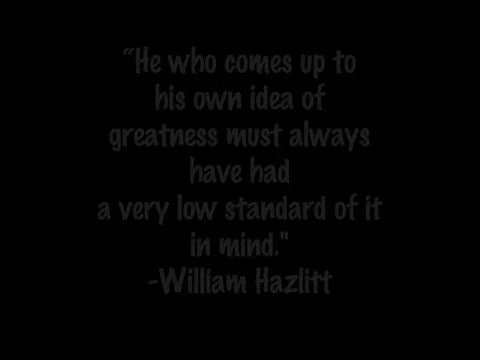 “He who comes up to
his own idea of
greatness must always
have had
a very low standard of it
in mind."
-William Hazlitt